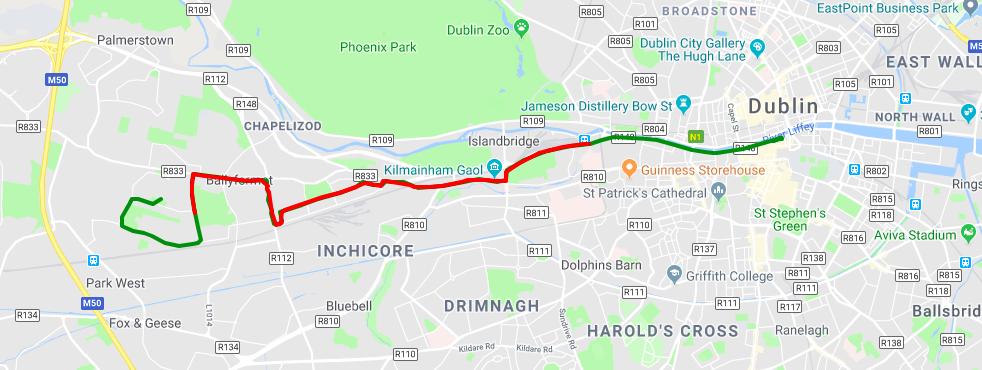 R109
R805
BROADSTONE
EastPoint Business Park
Palmerstown
Dublin Zoo
R101
R105
R109
Phoenix Park
R805
Dublin City Gallery
The Hugh Lane
R803
M5
M50
R112
R805
R105
EAST WAL
R148
Jameson Distillery Bow St
R101
Capel St
Dublin
NORTH WALL
R833
CHAPELIZOD
R109
R109
Islandbridge
R148
R804
N1
River Liffey
R801
R148
R833
Ballyfermot
R833
Kilmainham Gaol
R810
Guinness Storehouse
Rings
St Patrick's Cathedral
R815
R118
R811
R810
St Stephen's
Green
R816
Aviva Stadium
INCHICORE
R810
R111
R137
R138
R112
Dolphins Barn
Griffith College
R811
R816
R815
Park West
R111
R111
R117
R118
M50
Bluebell
DRIMNAGH
R111
R134
Fox & Geese
L1014
R810
Sundrive Rd
HAROLD'S CROSS
Ranelagh
Ballsbrid
R134
R110
Kildare Rd
Kildare Rd
R138
R815